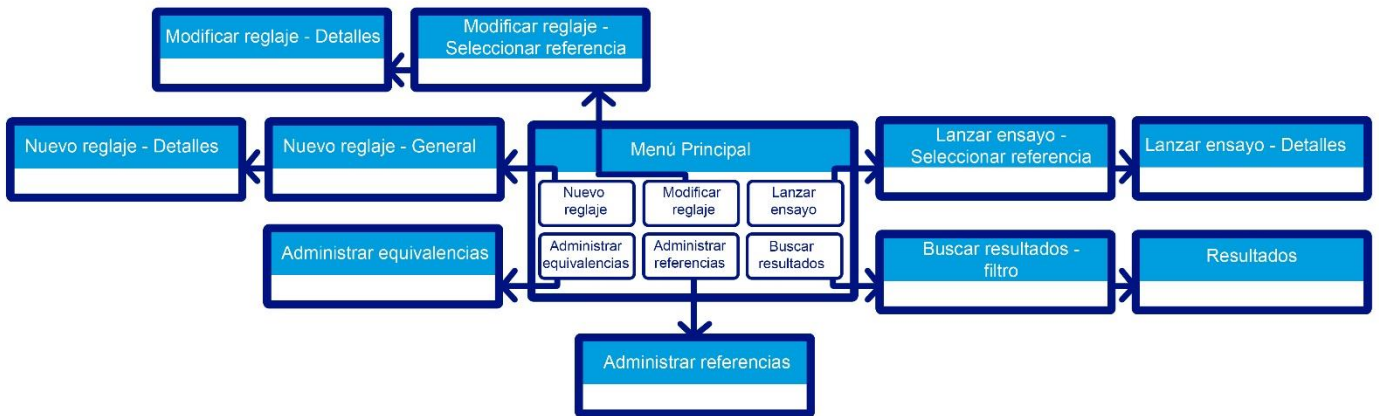 Modificar reglaje - Detalles
Modificar reglaje -
Seleccionar referencia
Nuevo reglaje - Detalles
Nuevo reglaje - General
Menú Principal
Lanzar ensayo -
Seleccionar referencia
Lanzar ensayo - Detalles
Nuevo
reglaje
Modificar
reglaje
Lanzar
ensayo
Administrar equivalencias
Administrar
equivalencias
Administrar
referencias
Buscar
resultados
Buscar resultados -
filtro
Resultados
Administrar referencias